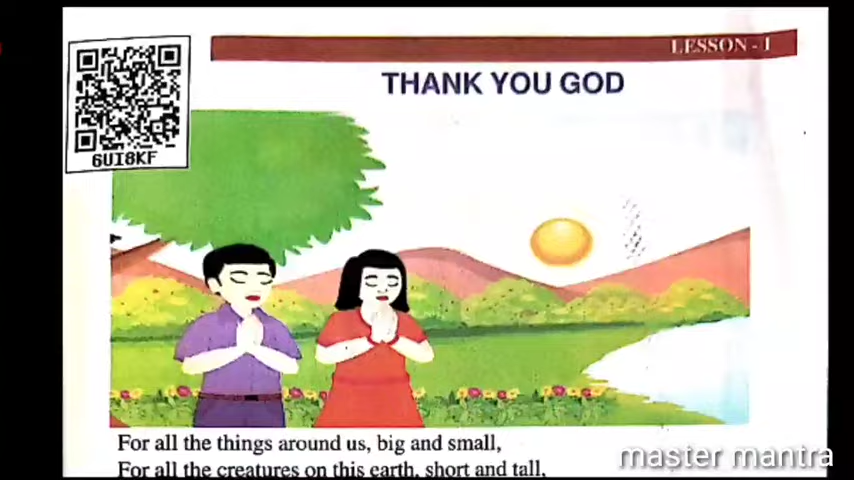 LESSON - 1
6UI8KF
THANK YOU GOD
For all the things around us, big and small,
For all the creatures on this earth, short and tall,
master mantra